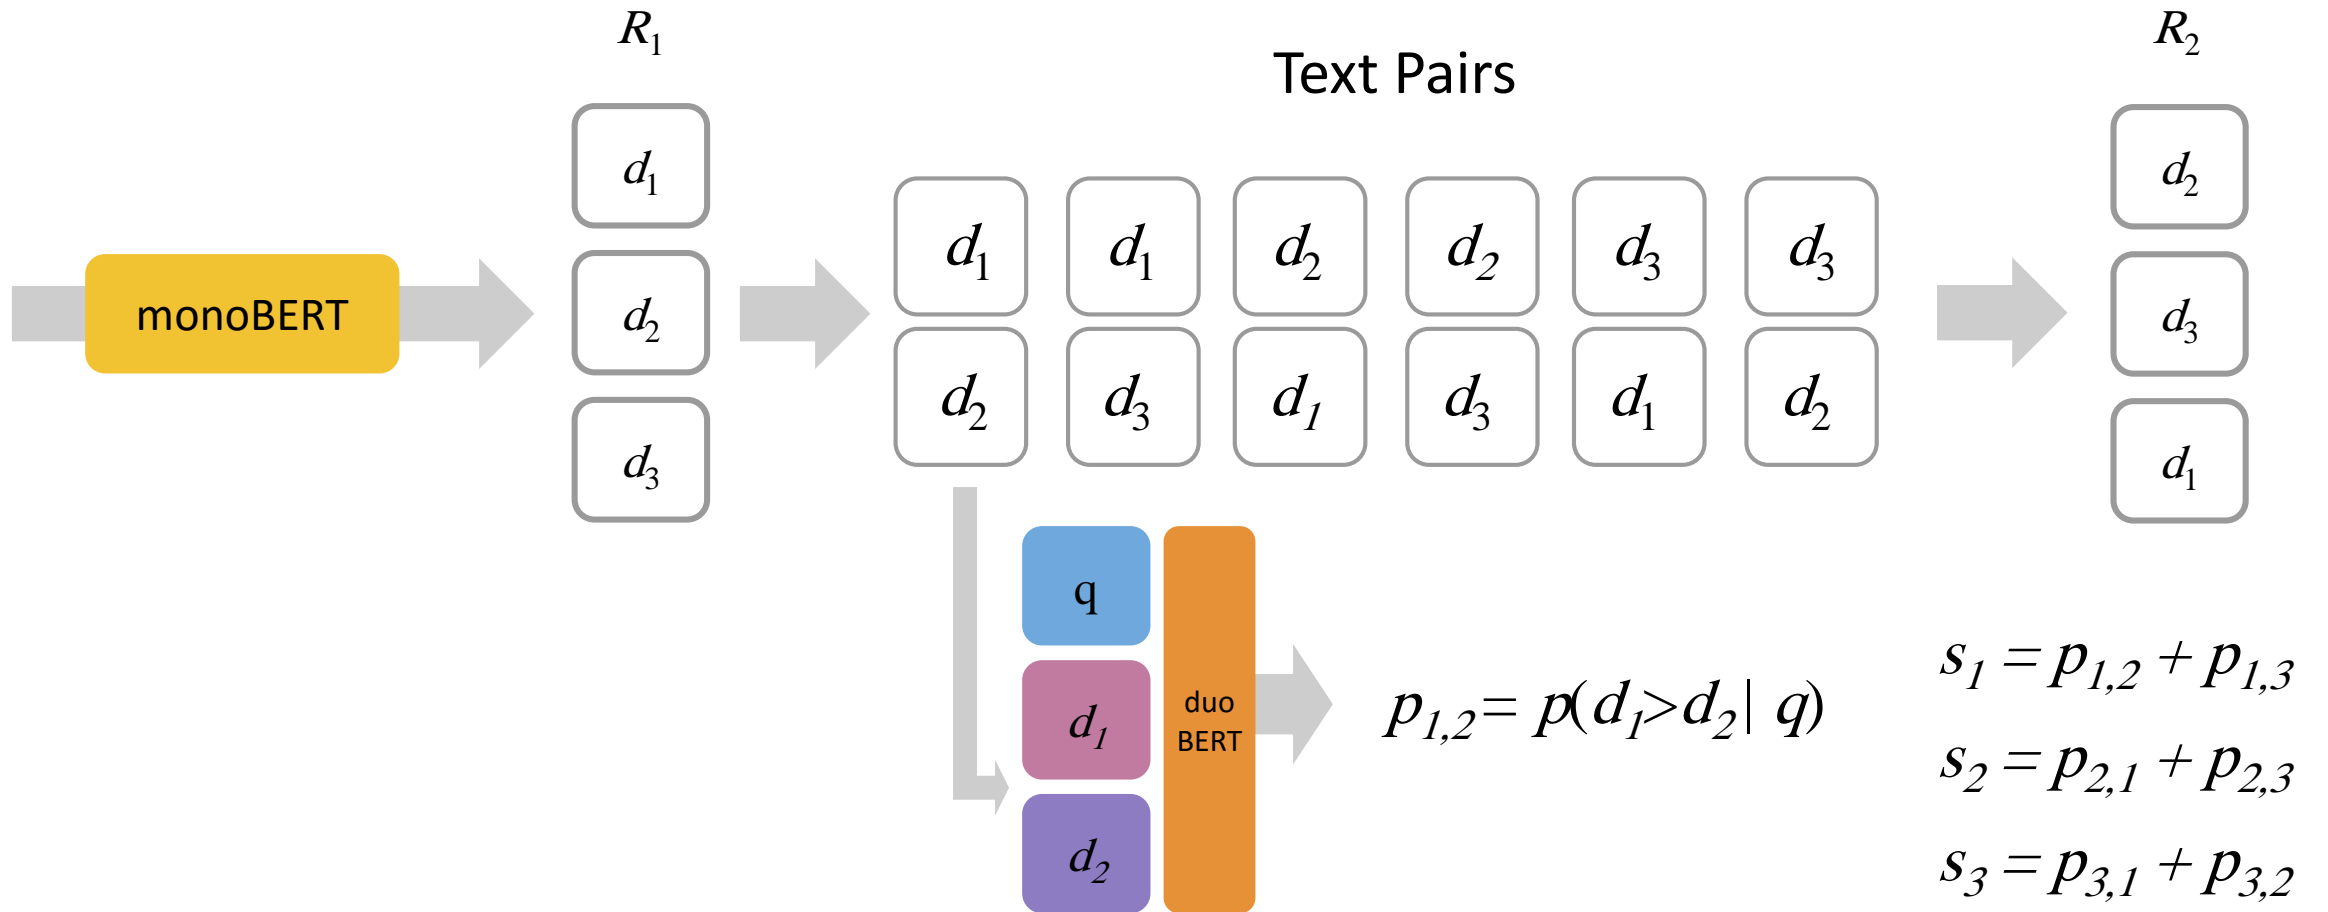 monoBERT
R₁
d₁
d₂
d₃
Text Pairs
d₁ d₁ d₂ d₂ d₃ d₃
d₂ d₃ d₁ d₃ d₁ d₂
q
d₁
d₂
duo
BERT
p₁,₂ = p(d₁>d₂| q)
R₂
d₂
d₃
d₁
s₁ = p₁,₂ + p₁,₃
s₂ = p₂,₁ + p₂,₃
s₃ = p₃,₁ + p₃,₂